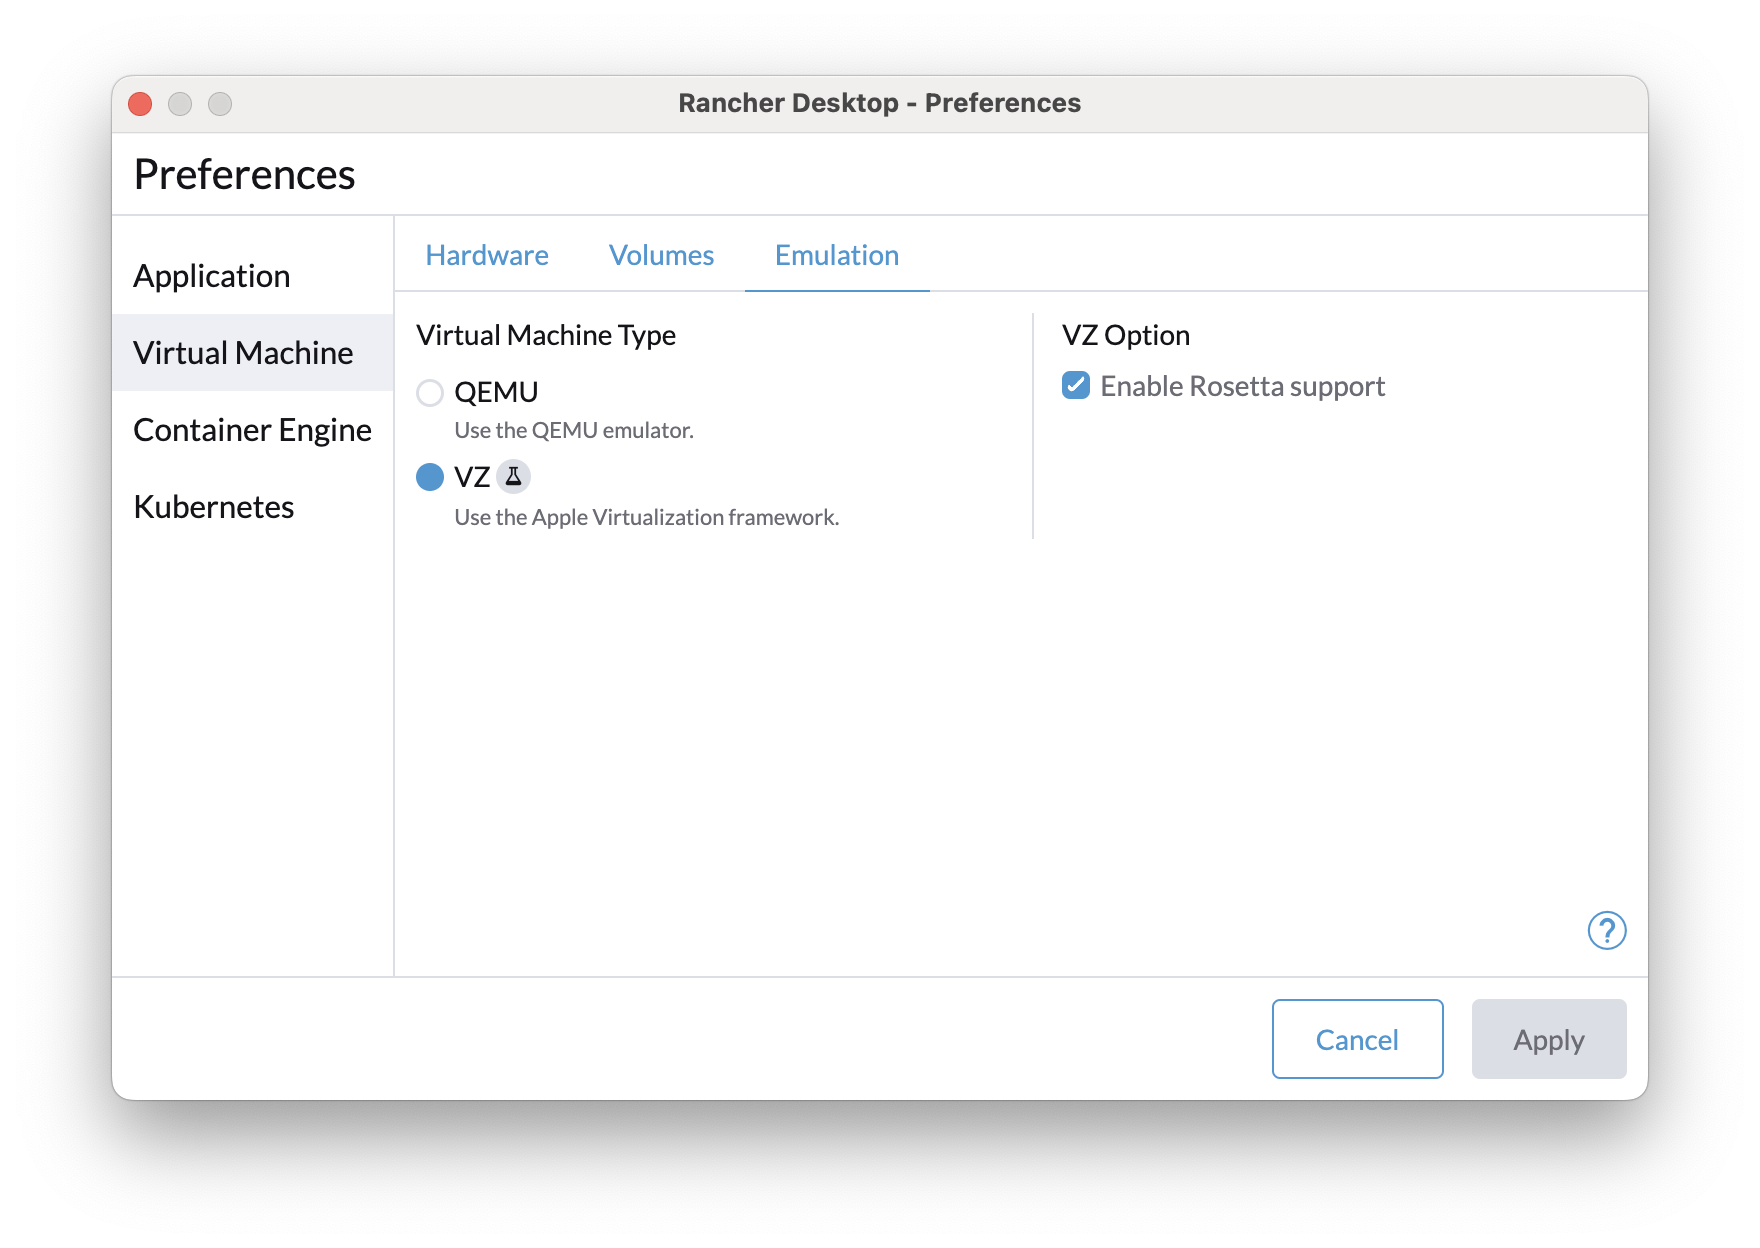 Rancher Desktop - Preferences
Preferences
Application
Virtual Machine
Container Engine
Kubernetes
Hardware
Volumes
Emulation
Virtual Machine Type
QEMU
Use the QEMU emulator.
VZ
Use the Apple Virtualization framework.
VZ Option
Enable Rosetta support
?
Cancel
Apply